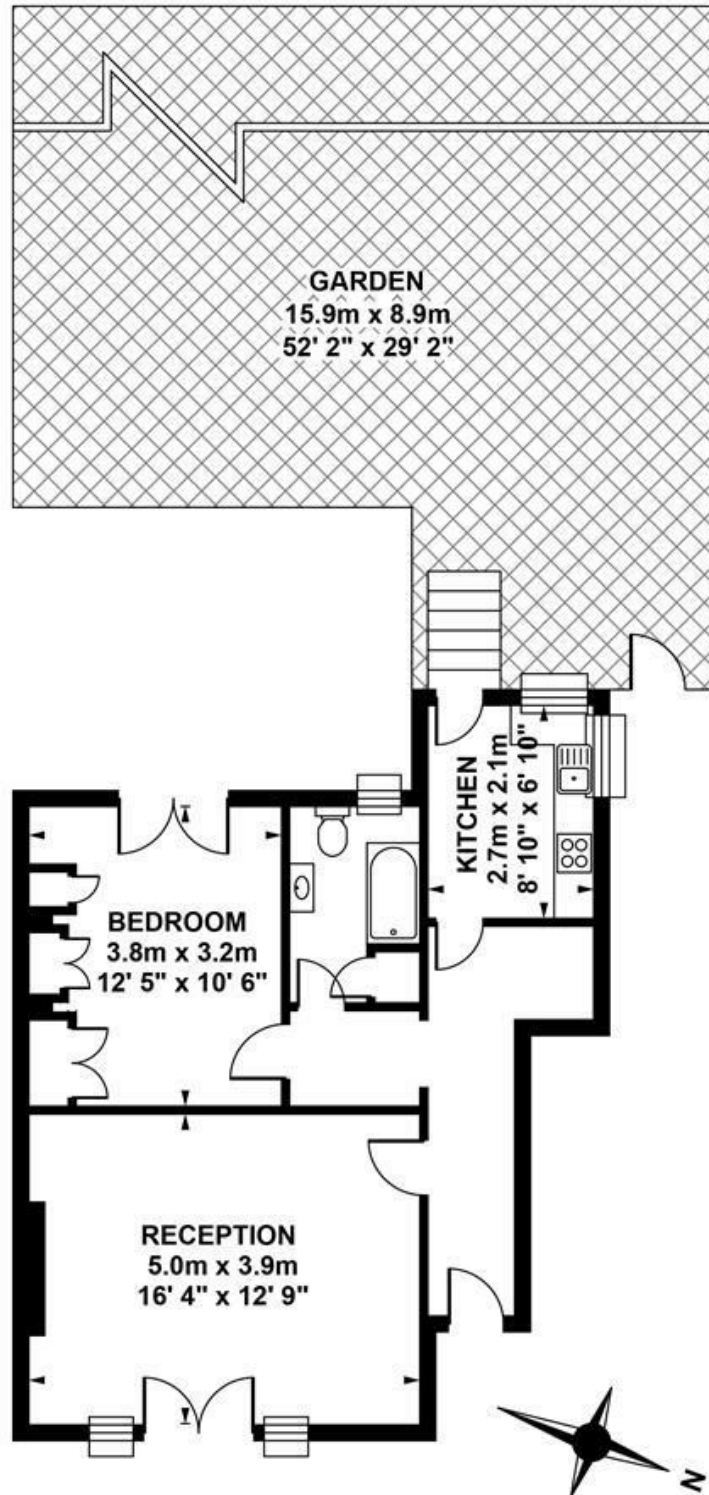 GARDEN
15.9m x 8.9m
52' 2" x 29' 2"
KITCHEN
2.7m x 2.1m
8' 10" x 6' 10"
BEDROOM
3.8m x 3.2m
12' 5" x 10' 6"
RECEPTION
5.0m x 3.9m
16' 4" x 12' 9"
N